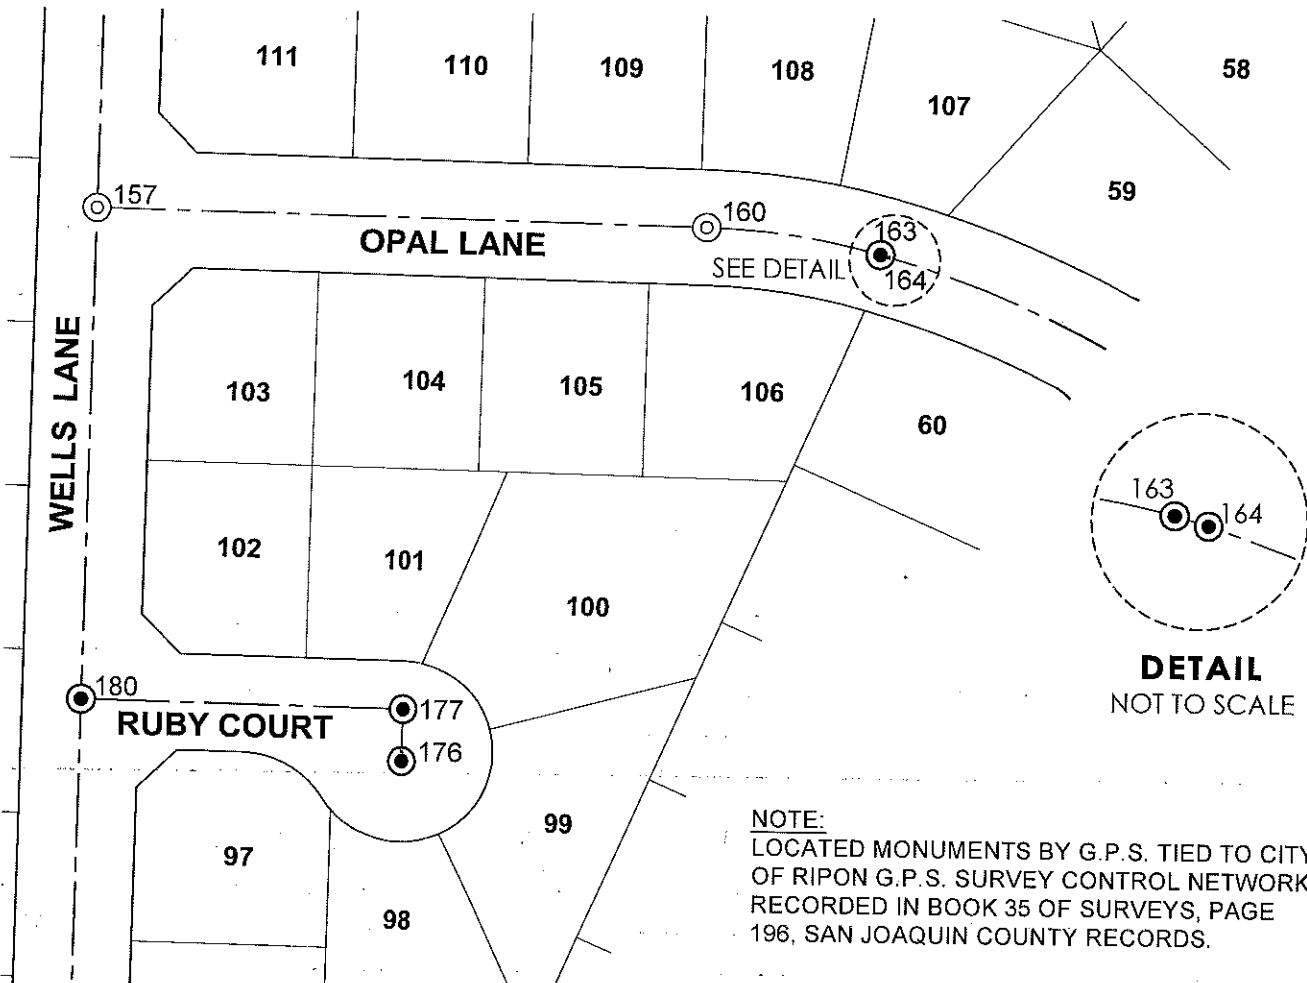 111
110
109
108
107
58
59
157
160
163
164
OPAL LANE
SEE DETAIL
WELLS LANE
103
104
105
106
60
102
101
100
163
164
DETAIL
NOT TO SCALE
180
177
176
RUBY COURT
99
97
98
NOTE:
LOCATED MONUMENTS BY G.P.S. TIED TO CITY
OF RIPON G.P.S. SURVEY CONTROL NETWORK
RECORDED IN BOOK 35 OF SURVEYS, PAGE
196, SAN JOAQUIN COUNTY RECORDS.